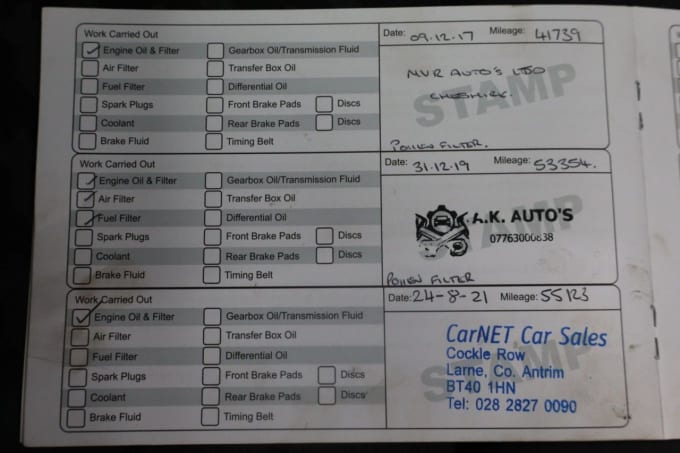 Work Carried Out
Date: 09.12.17 Mileage: 41739
Engine Oil & Filter Gearbox Oil/Transmission Fluid
Air Filter Transfer Box Oil
Fuel Filter Differential Oil
Spark Plugs Front Brake Pads Discs
Coolant Rear Brake Pads Discs
Brake Fluid Timing Belt
STAMP
MVR AUTO'S LTD
CHESHIRE.
POLLEN FILTER.
Work Carried Out
Date: 31.12.19 Mileage: 53354.
Engine Oil & Filter Gearbox Oil/Transmission Fluid
Air Filter Transfer Box Oil
Fuel Filter Differential Oil
Spark Plugs Front Brake Pads Discs
Coolant Rear Brake Pads Discs
Brake Fluid Timing Belt
STAMP
A.K. AUTO'S
07763000838
POLLEN FILTER
Work Carried Out
Date: 24-8-21 Mileage: 55123
Engine Oil & Filter Gearbox Oil/Transmission Fluid
Air Filter Transfer Box Oil
Fuel Filter Differential Oil
Spark Plugs Front Brake Pads Discs
Coolant Rear Brake Pads Discs
Brake Fluid Timing Belt
STAMP
CarNET Car Sales
Cockle Row
Larne, Co. Antrim
BT40 1HN
Tel: 028 2827 0090